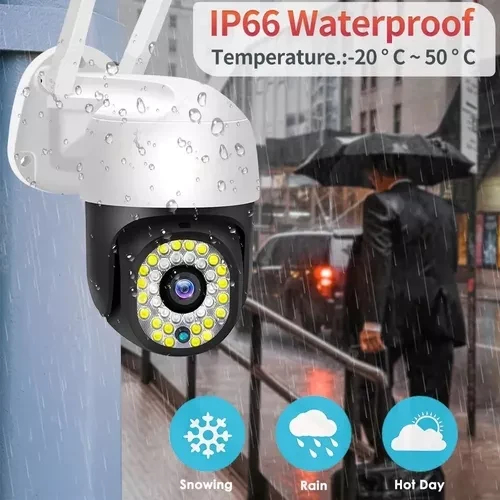 IP66 Waterproof
Temperature.:-20 ° C ~ 50 ° C
Snowing
Rain
Hot Day